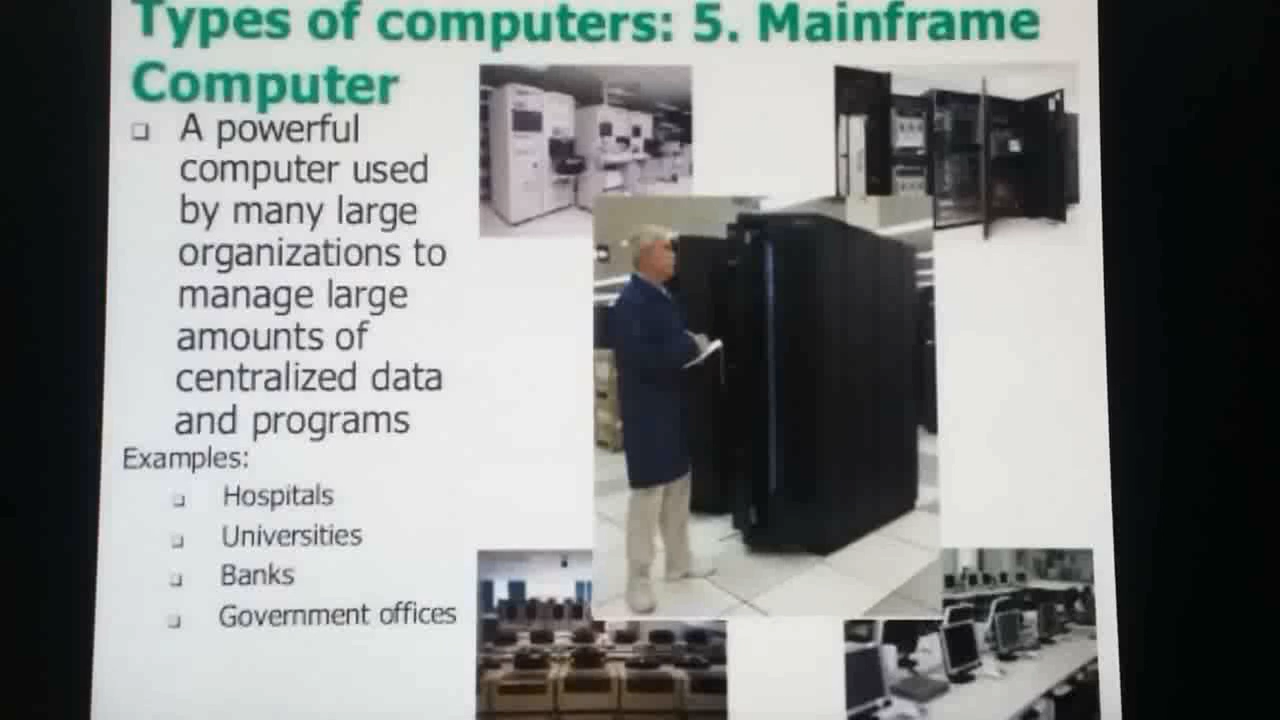 Types of computers: 5. Mainframe
Computer
A powerful
computer used
by many large
organizations to
manage large
amounts of
centralized data
and programs
Examples:
Hospitals
Universities
Banks
Government offices